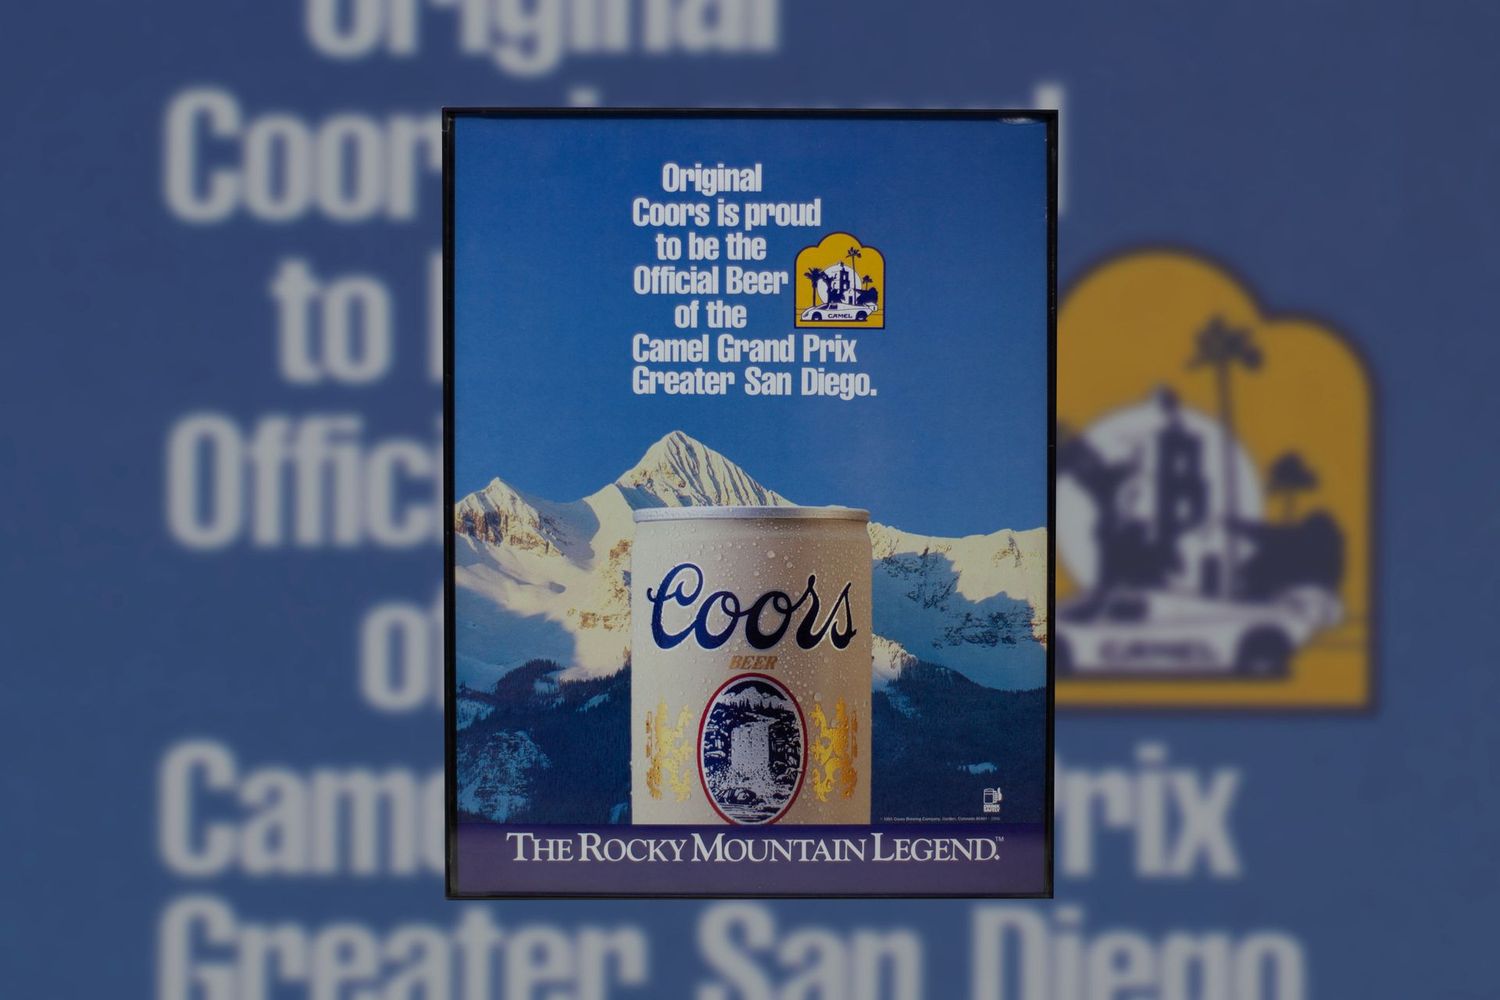 Original
Coors is proud
to be the
Official Beer
of the
Camel Grand Prix
Greater San Diego.
CAMEL
Coors
BEER
THE ROCKY MOUNTAIN LEGEND.™